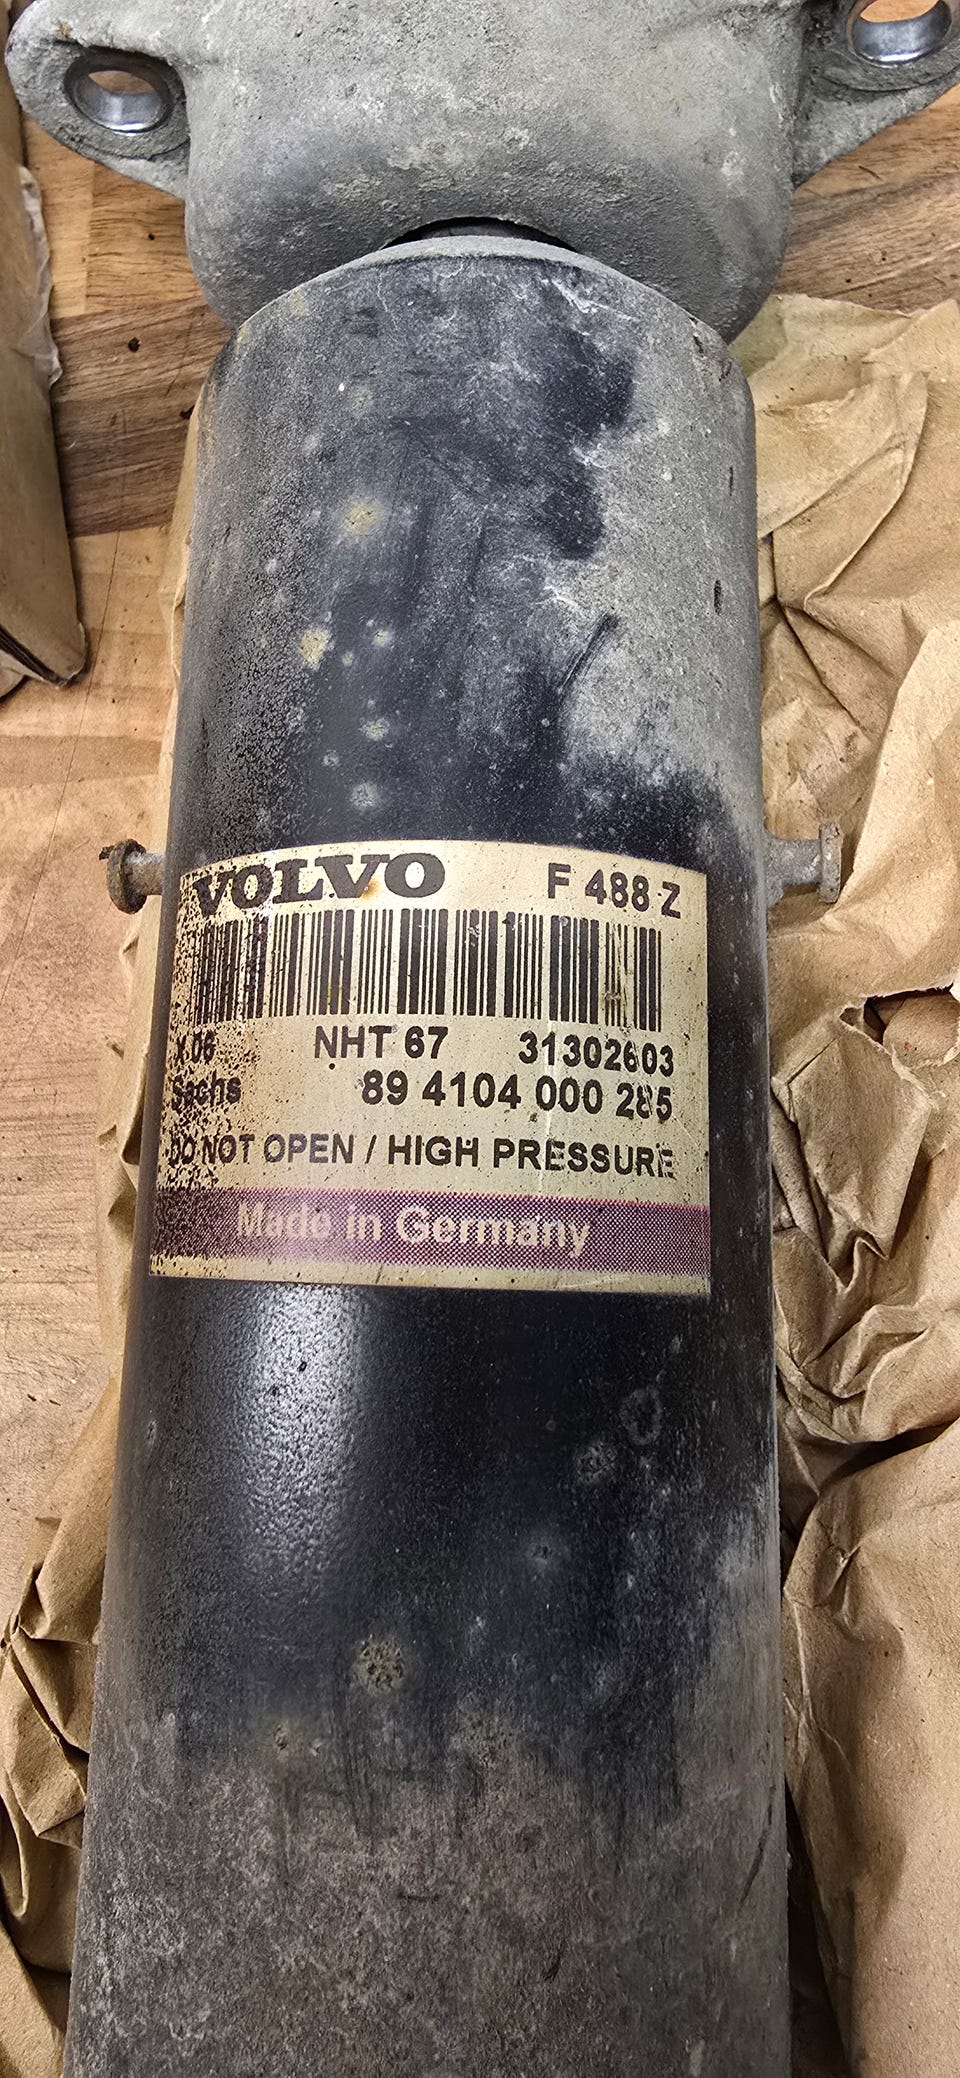 VOLVO F 488 Z
X 06 NHT 67 31302603
Sachs 89 4104 000 285
DO NOT OPEN / HIGH PRESSURE
Made in Germany